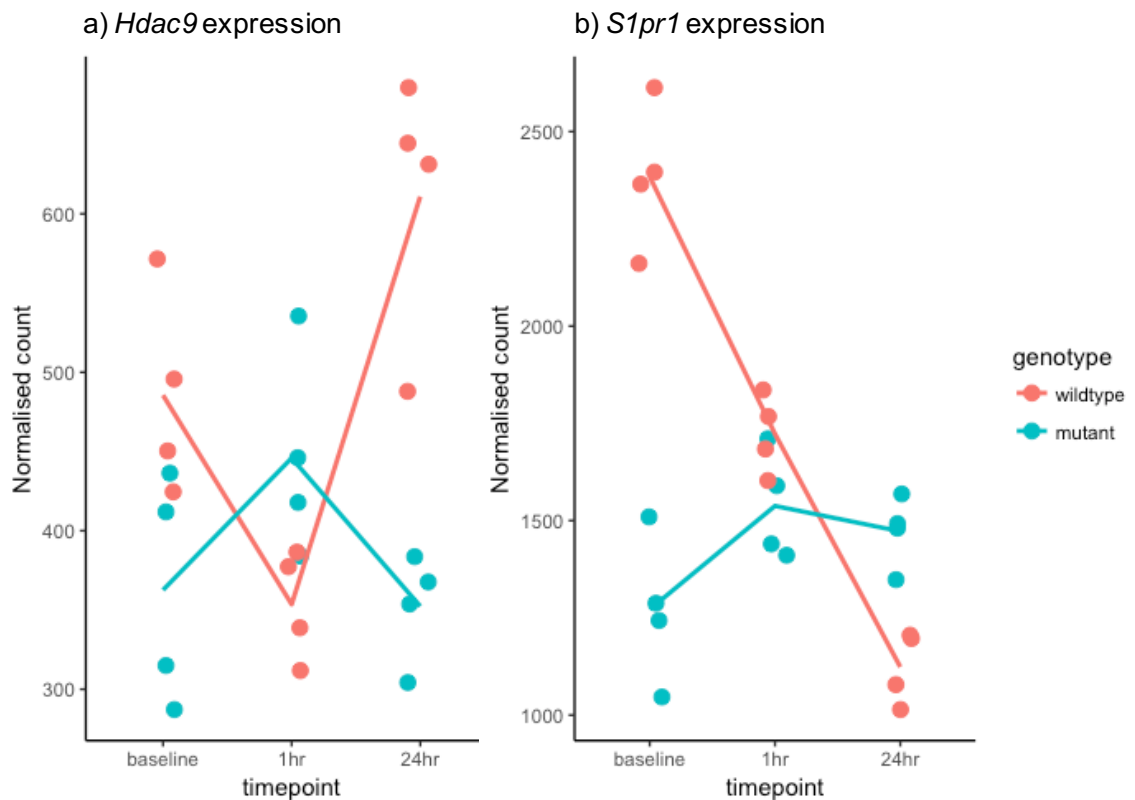 a) Hdac9 expression
Normalised count
600
500
400
300
baseline
1hr
24hr
timepoint
b) S1pr1 expression
Normalised count
2500
2000
1500
1000
baseline
1hr
24hr
timepoint
genotype
wildtype
mutant